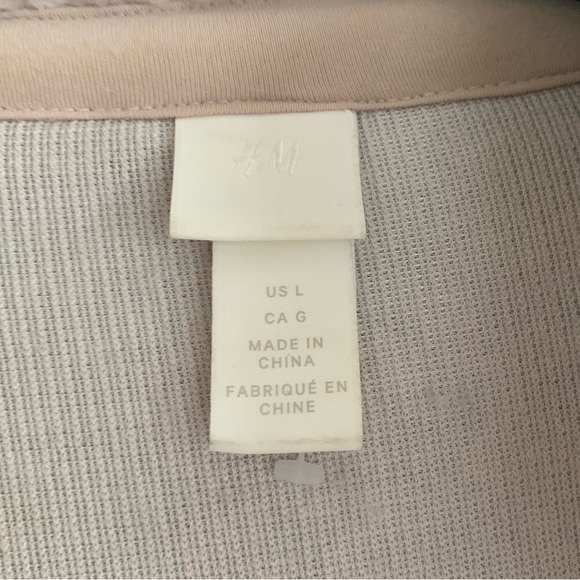 H&M
US L
CA G
MADE IN
CHINA
FABRIQUÉ EN
CHINE